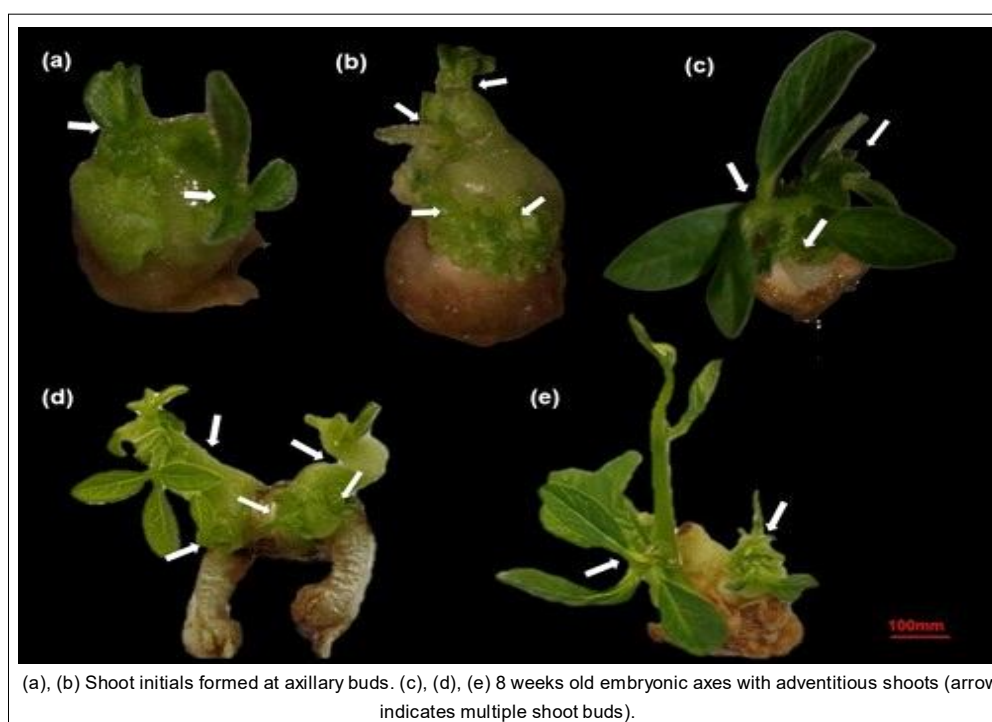 (a)
(b)
(c)
(d)
(e)
100mm
(a), (b) Shoot initials formed at axillary buds. (c), (d), (e) 8 weeks old embryonic axes with adventitious shoots (arrow
indicates multiple shoot buds).